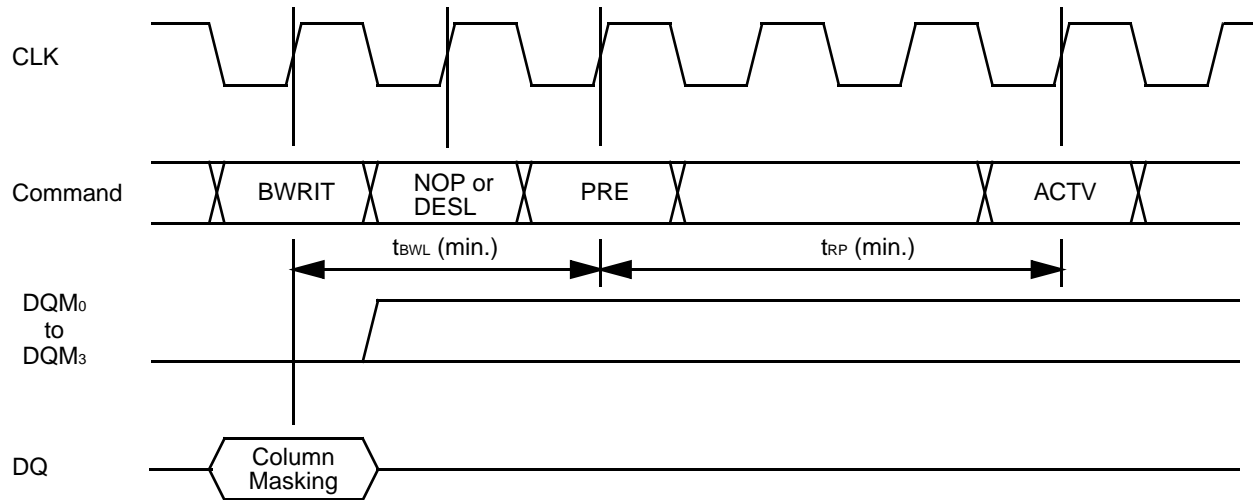 CLK
Command
BWRIT
NOP or
DESL
PRE
ACTV
tBWL (min.)
tRP (min.)
DQM0
to
DQM3
DQ
Column
Masking